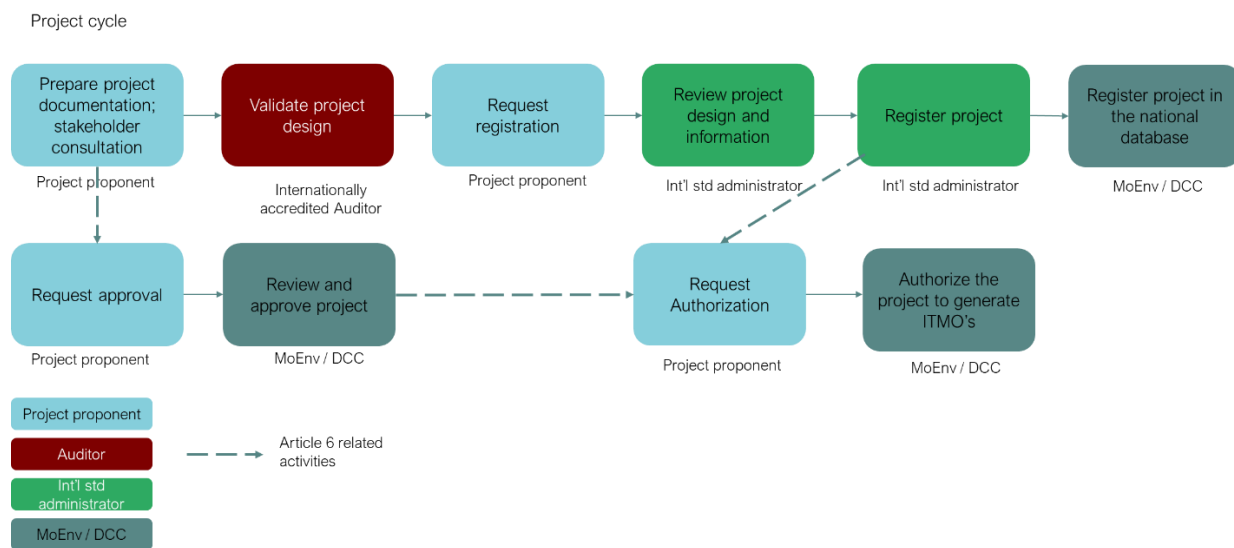 Project cycle
Prepare project
documentation;
stakeholder
consultation
Project proponent
Validate project
design
Internationally
accredited Auditor
Request
registration
Project proponent
Review project
design and
information
Int'l std administrator
Register project
Int'l std administrator
Register project in
the national
database
MoEnv / DCC
Request approval
Project proponent
Review and
approve project
MoEnv / DCC
Request
Authorization
Project proponent
Authorize the
project to generate
ITMO's
MoEnv / DCC
Project proponent
Auditor
Int'l std
administrator
MoEnv / DCC
Article 6 related
activities